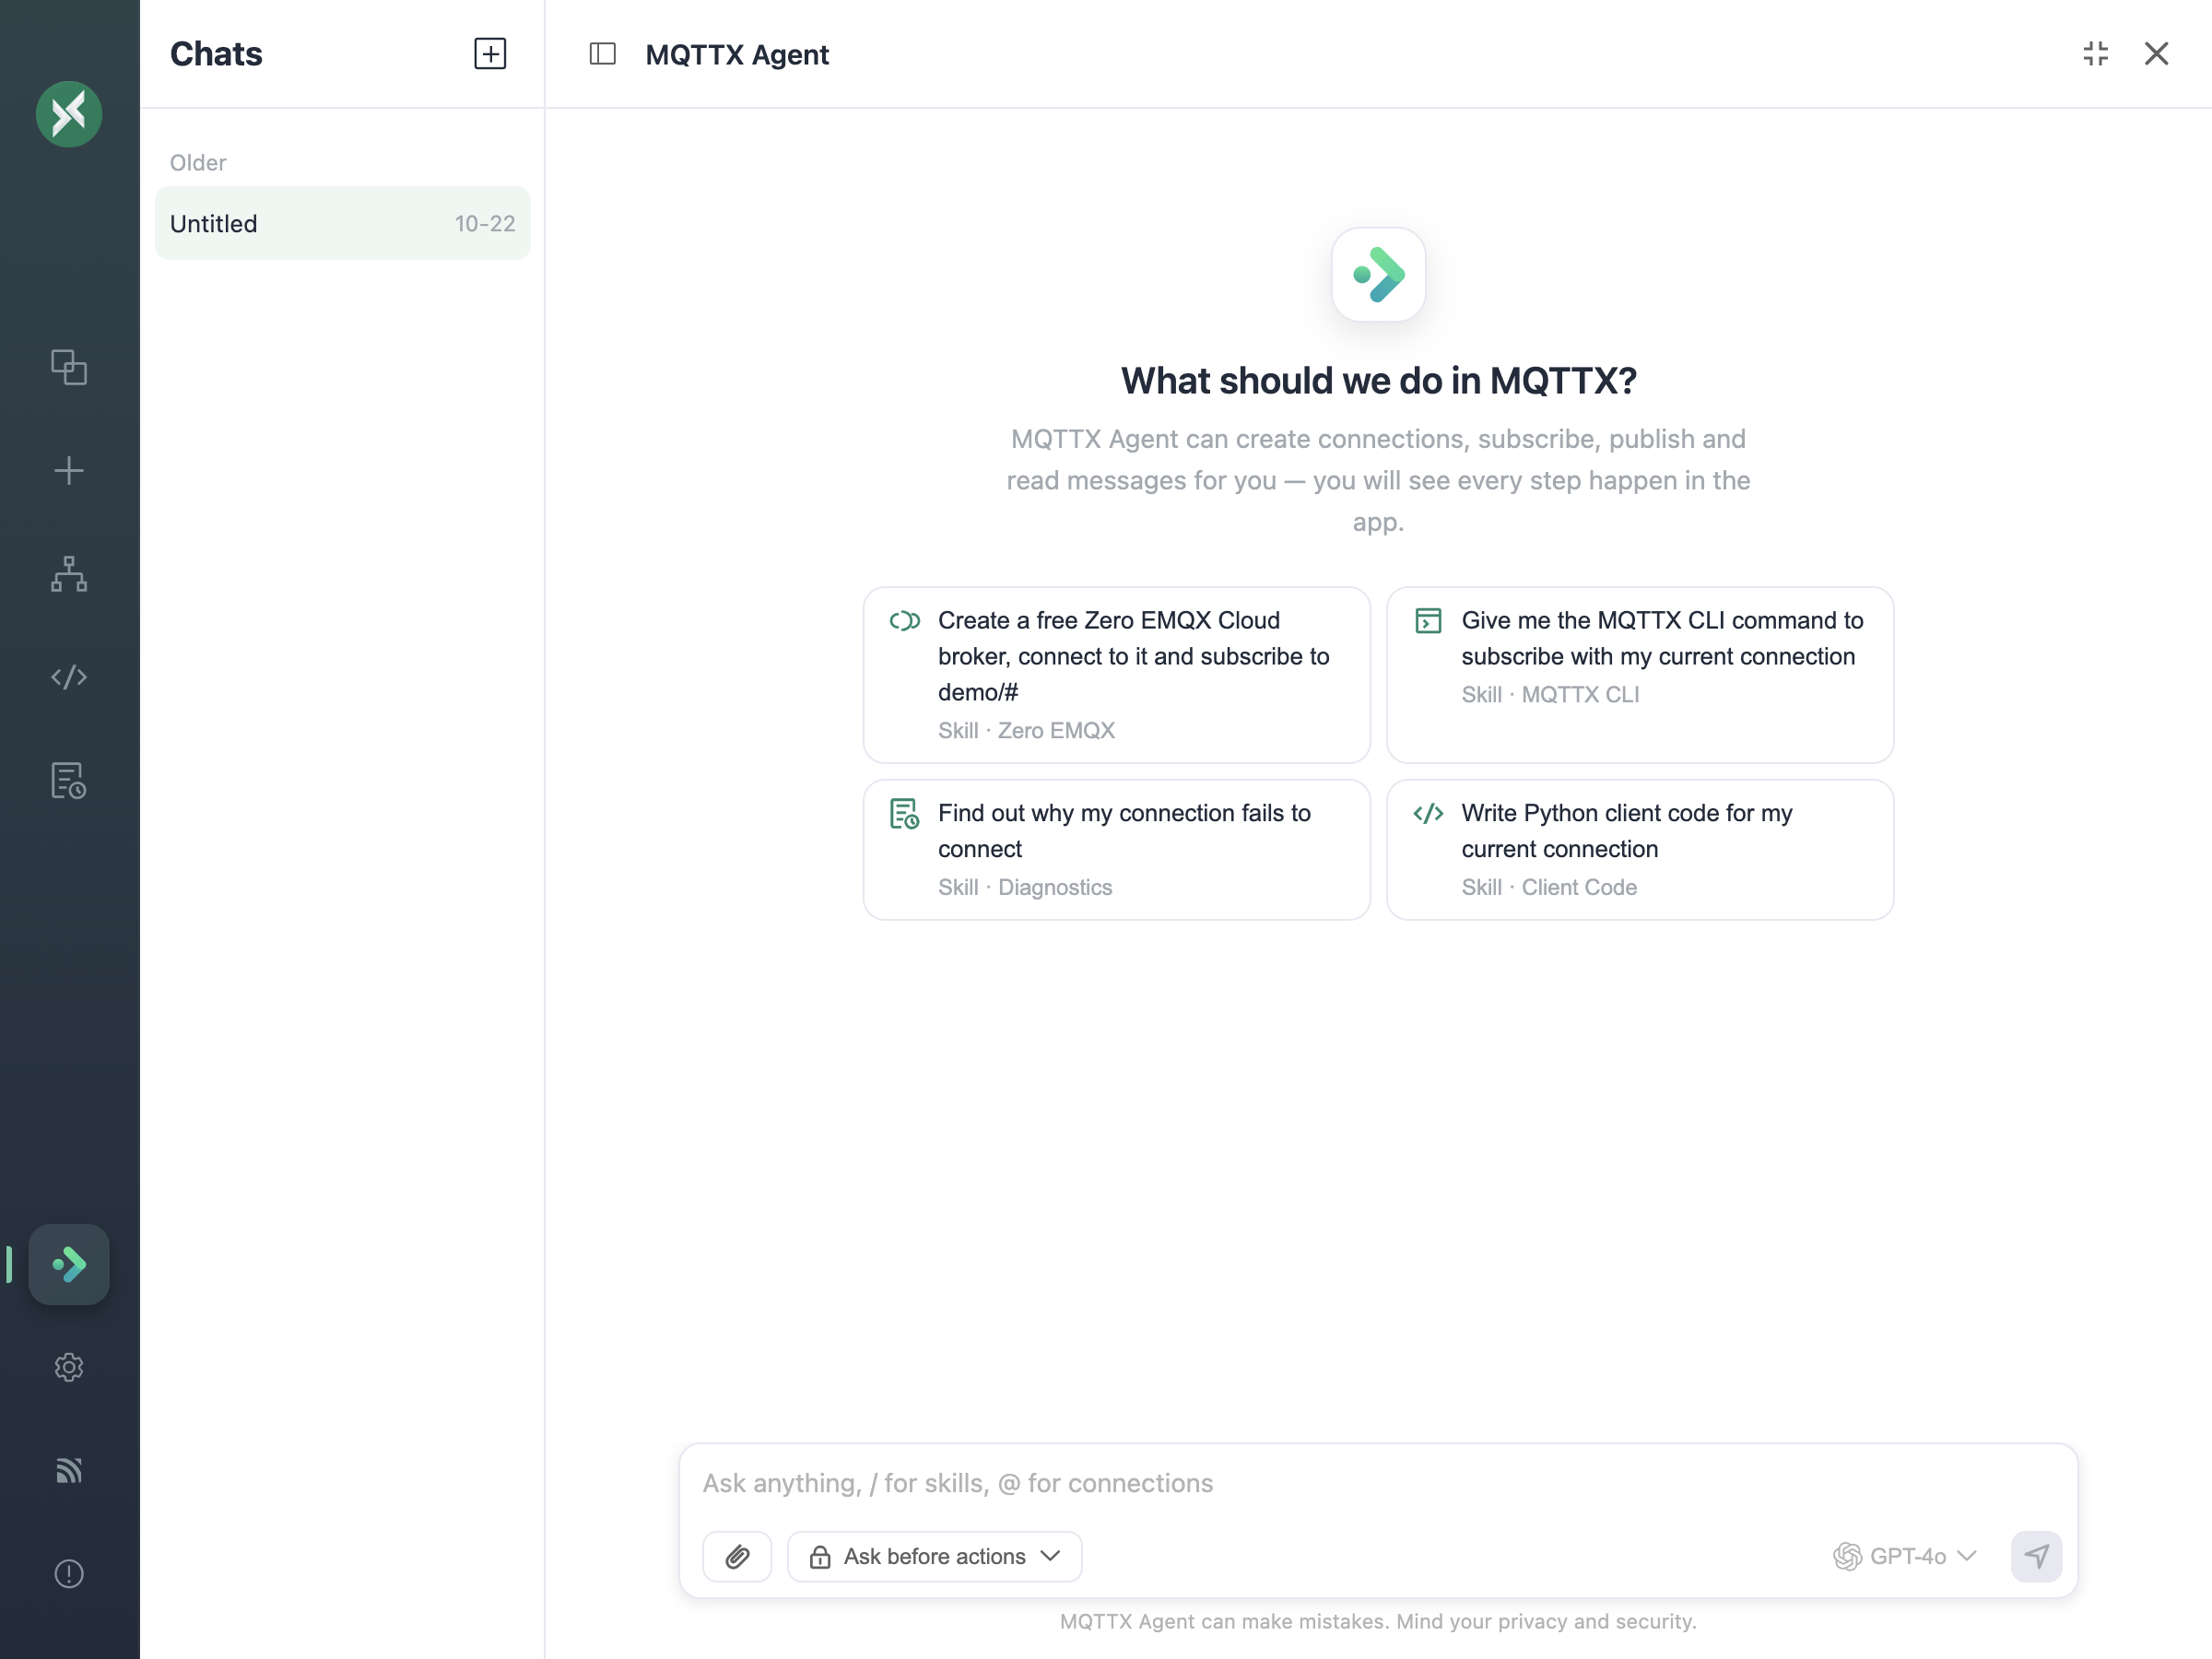 Chats
MQTTX Agent
Older
Untitled
10-22
What should we do in MQTTX?
MQTTX Agent can create connections, subscribe, publish and
read messages for you — you will see every step happen in the
app.
Create a free Zero EMQX Cloud
broker, connect to it and subscribe to
demo/#
Skill · Zero EMQX
Give me the MQTTX CLI command to
subscribe with my current connection
Skill · MQTTX CLI
Find out why my connection fails to
connect
Skill · Diagnostics
Write Python client code for my
current connection
Skill · Client Code
Ask anything, / for skills, @ for connections
Ask before actions
GPT-4o
MQTTX Agent can make mistakes. Mind your privacy and security.